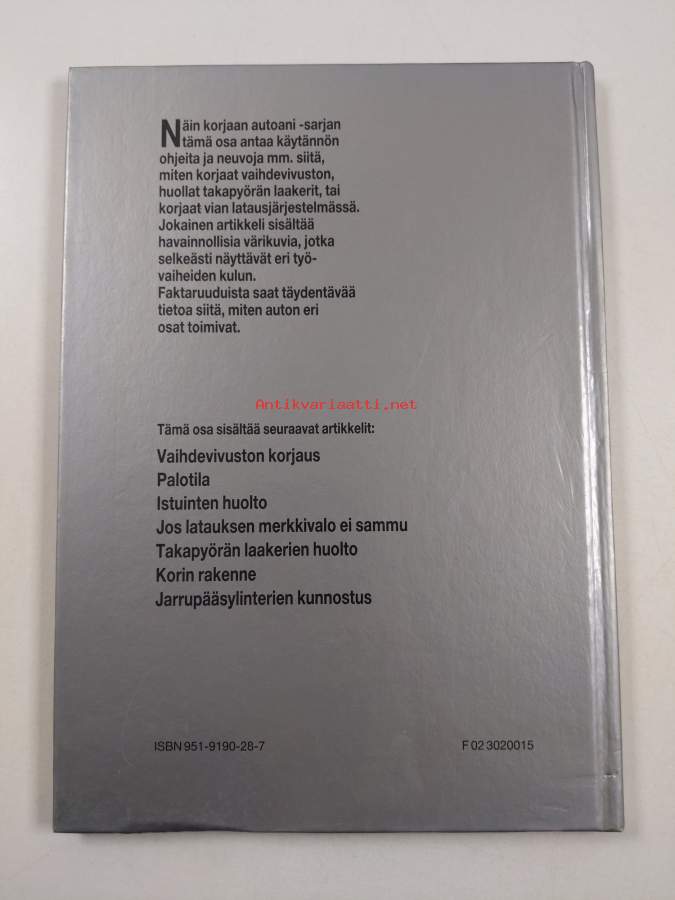 Näin korjaan autoani -sarjan
tämä osa antaa käytännön
ohjeita ja neuvoja mm. siitä,
miten korjaat vaihdevivuston,
huollat takapyörän laakerit, tai
korjaat vian latausjärjestelmässä.
Jokainen artikkeli sisältää
havainnollisia värikuvia, jotka
selkeästi näyttävät eri työ-
vaiheiden kulun.
Faktaruuduista saat täydentävää
tietoa siitä, miten auton eri
osat toimivat.
Antikvariaatti.net
Tämä osa sisältää seuraavat artikkelit:
Vaihdevivuston korjaus
Palotila
Istuinten huolto
Jos latauksen merkkivalo ei sammu
Takapyörän laakerien huolto
Korin rakenne
Jarrupääsylinterien kunnostus
ISBN 951-9190-28-7 F 02 3020015